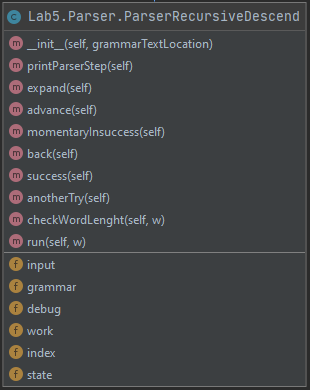 C Lab5.Parser.ParserRecursiveDescend
m __init__(self, grammarTextLocation)
m printParserStep(self)
m expand(self)
m advance(self)
m momentaryInsuccess(self)
m back(self)
m success(self)
m anotherTry(self)
m checkWordLenght(self, w)
m run(self, w)
f input
f grammar
f debug
f work
f index
f state